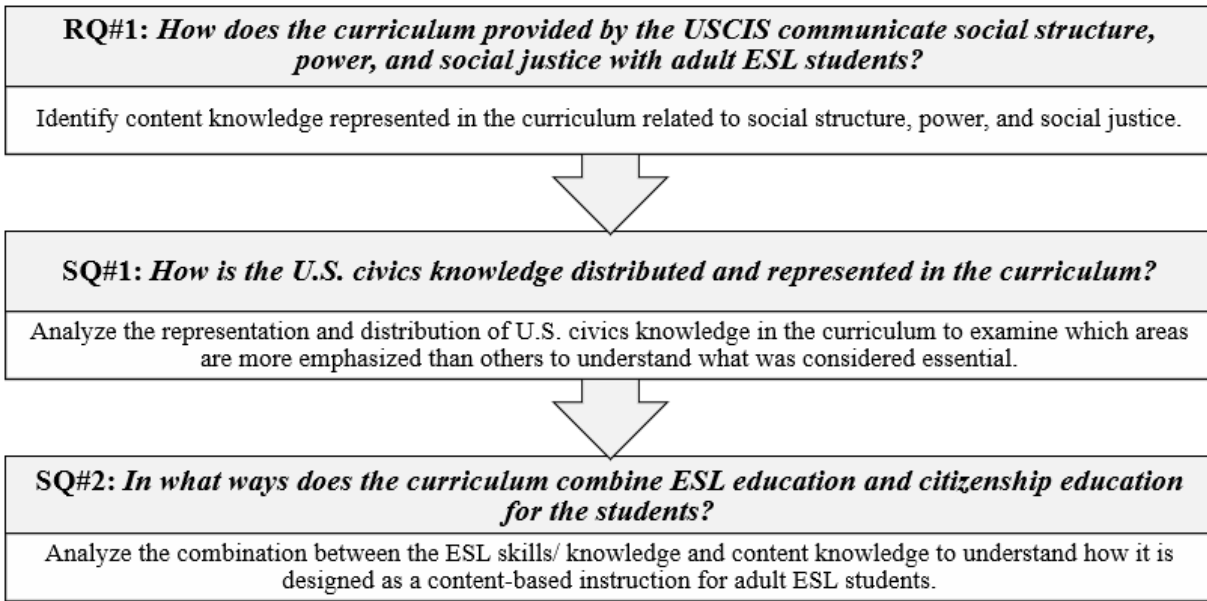 RQ#1: How does the curriculum provided by the USCIS communicate social structure,
power, and social justice with adult ESL students?
Identify content knowledge represented in the curriculum related to social structure, power, and social justice.
SQ#1: How is the U.S. civics knowledge distributed and represented in the curriculum?
Analyze the representation and distribution of U.S. civics knowledge in the curriculum to examine which areas
are more emphasized than others to understand what was considered essential.
SQ#2: In what ways does the curriculum combine ESL education and citizenship education
for the students?
Analyze the combination between the ESL skills/ knowledge and content knowledge to understand how it is
designed as a content-based instruction for adult ESL students.